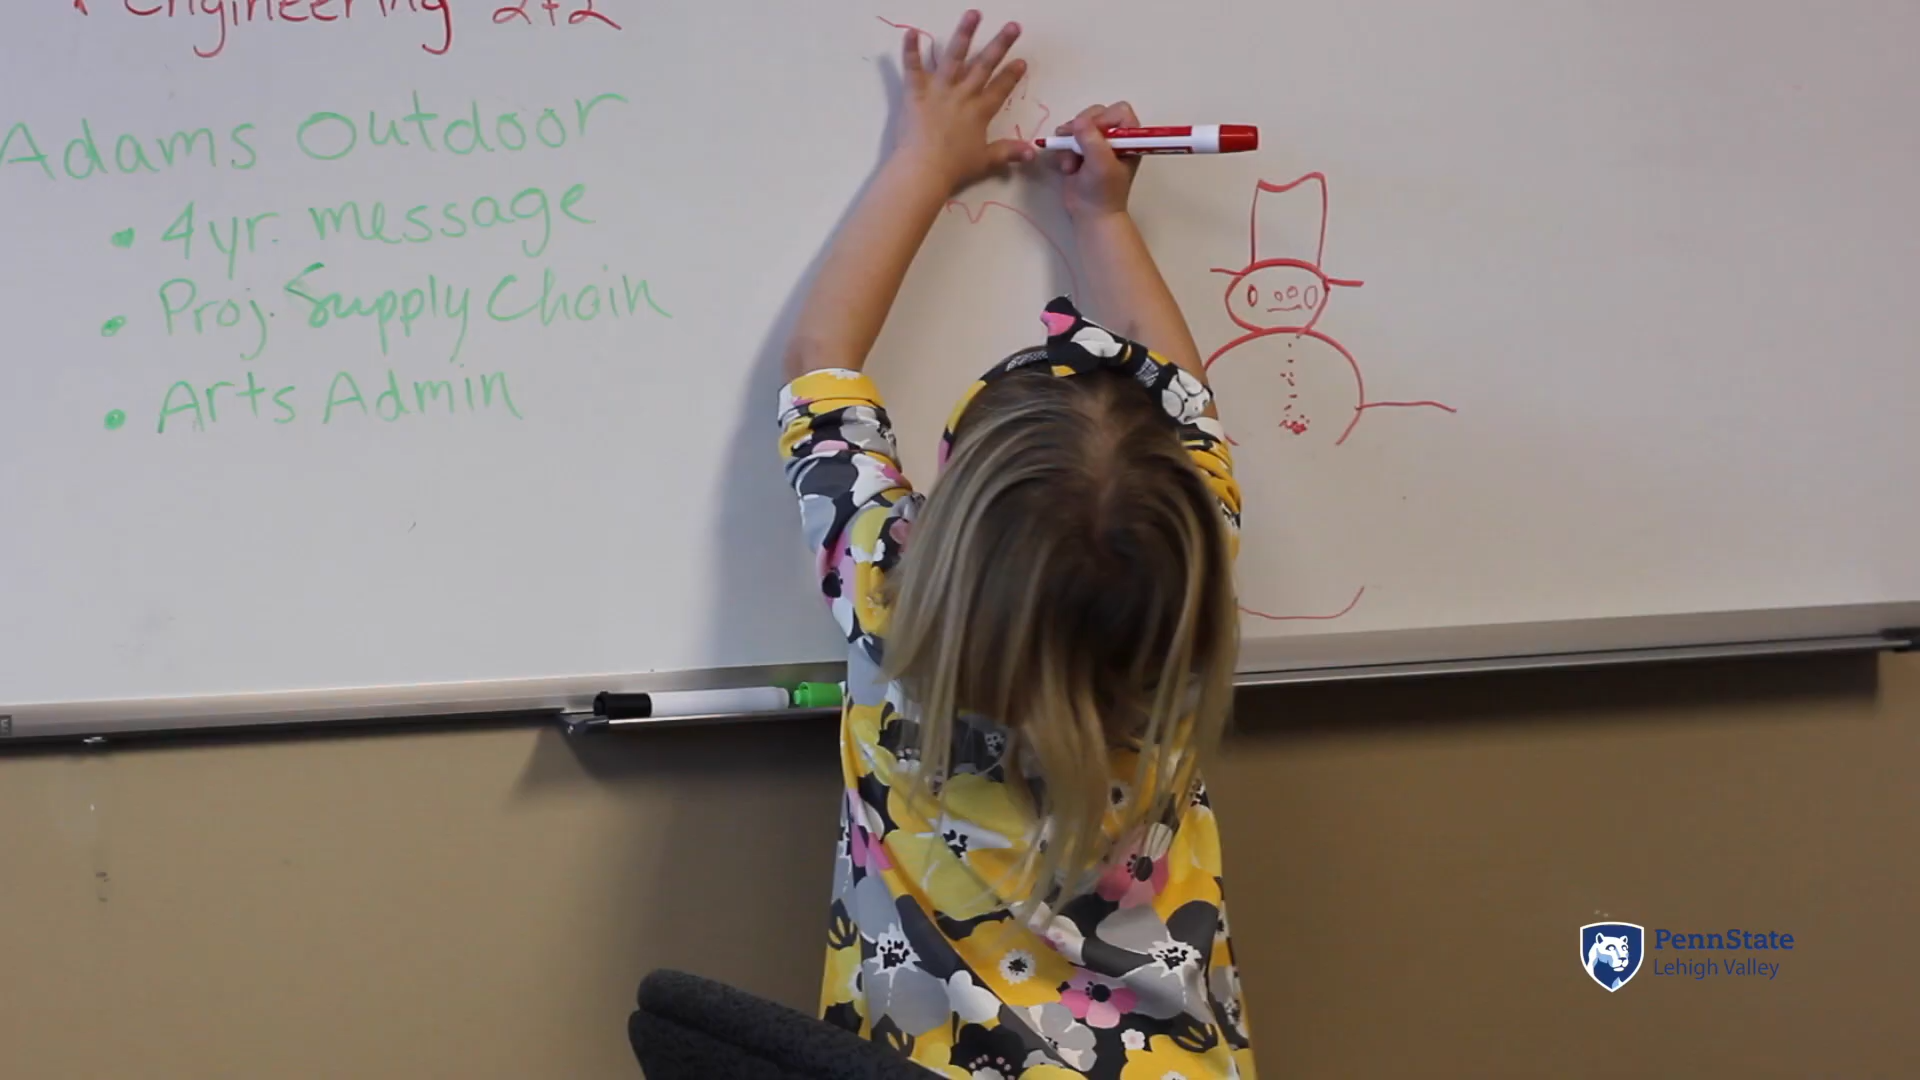 • Engineering 2+2
Adams Outdoor
• 4yr. message
• Proj. Supply Chain
• Arts Admin
PennState
Lehigh Valley